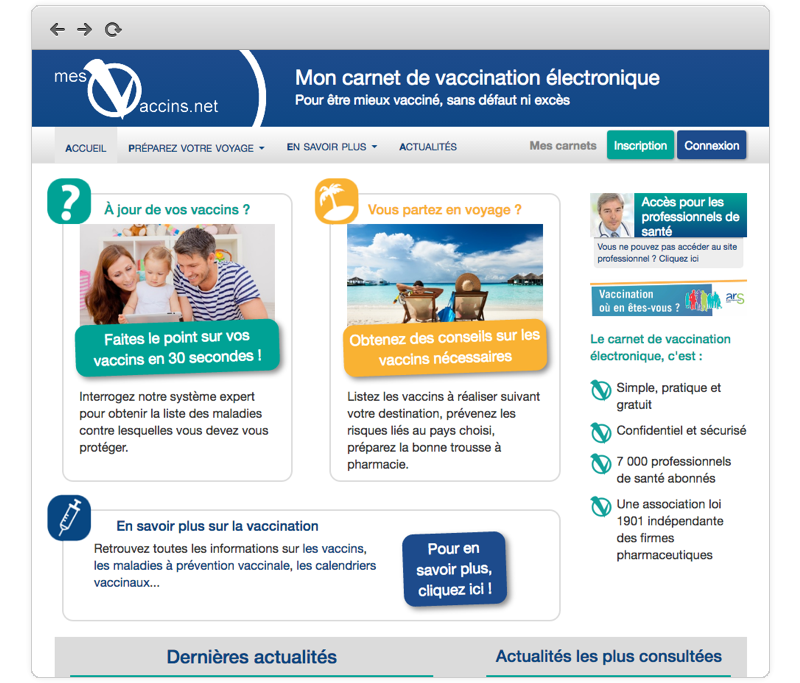 mes
Vaccins.net
Mon carnet de vaccination électronique
Pour être mieux vacciné, sans défaut ni excès
ACCUEIL
PRÉPAREZ VOTRE VOYAGE
EN SAVOIR PLUS
ACTUALITÉS
Mes carnets
Inscription
Connexion
?
À jour de vos vaccins ?
Faites le point sur vos
vaccins en 30 secondes !
Interrogez notre système expert
pour obtenir la liste des maladies
contre lesquelles vous devez vous
protéger.
Vous partez en voyage ?
Obtenez des conseils sur les
vaccins nécessaires
Listez les vaccins à réaliser suivant
votre destination, prévenez les
risques liés au pays choisi,
préparez la bonne trousse à
pharmacie.
Accès pour les
professionnels de
santé
Vous ne pouvez pas accéder au site
professionnel ? Cliquez ici
Vaccination
où en êtes-vous ?
ars
Le carnet de vaccination
électronique, c'est :
Simple, pratique et
gratuit
Confidentiel et sécurisé
7 000 professionnels
de santé abonnés
Une association loi
1901 indépendante
des firmes
pharmaceutiques
En savoir plus sur la vaccination
Retrouvez toutes les informations sur les vaccins,
les maladies à prévention vaccinale, les calendriers
vaccinaux...
Pour en
savoir plus,
cliquez ici !
Dernières actualités
Actualités les plus consultées